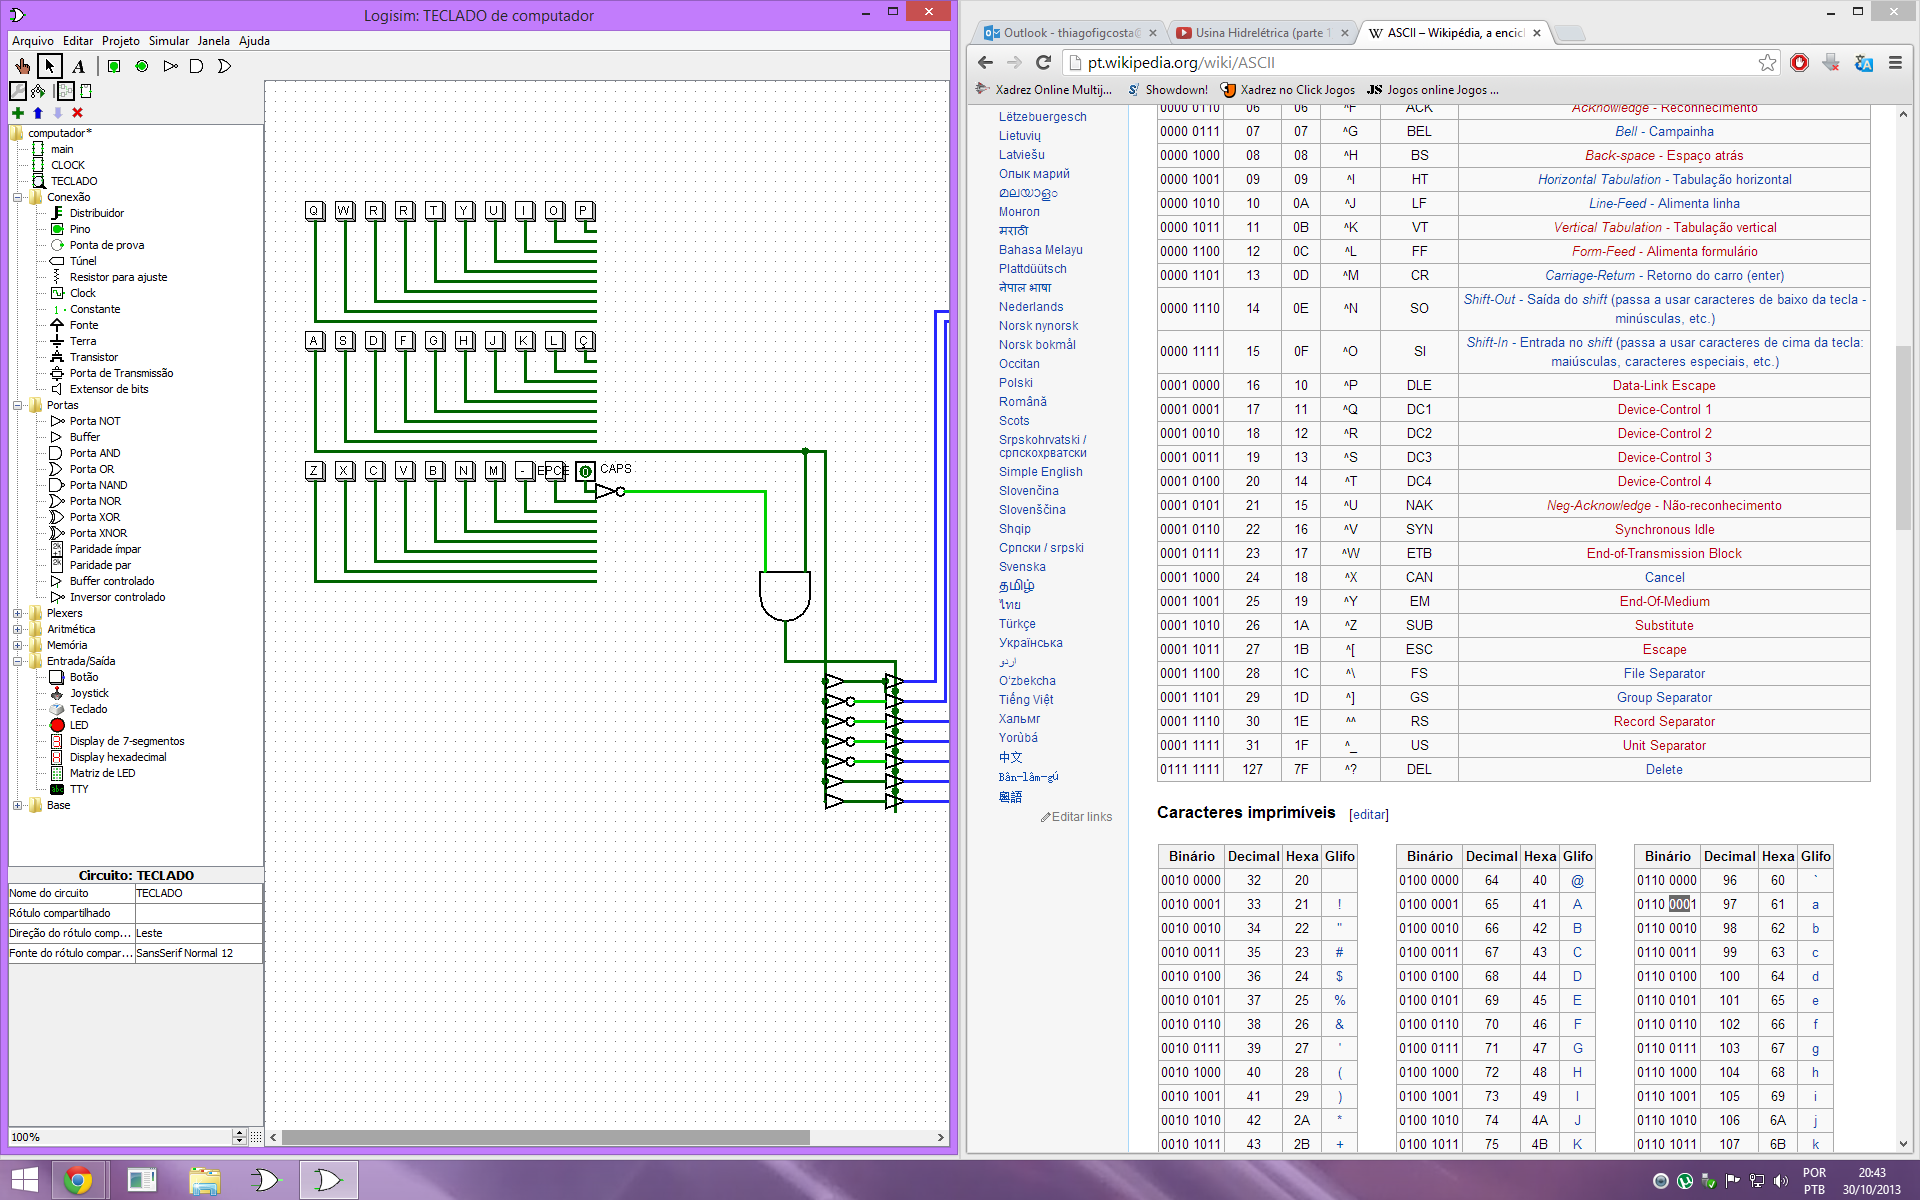 Logisim: TECLADO de computador
Arquivo Editar Projeto Simular Janela Ajuda
A
computador*
main
CLOCK
TECLADO
Conexão
Distribuidor
Pino
Ponta de prova
Túnel
Resistor para ajuste
Clock
Constante
Fonte
Terra
Transistor
Porta de Transmissão
Extensor de bits
Portas
Porta NOT
Buffer
Porta AND
Porta OR
Porta NAND
Porta NOR
Porta XOR
Porta XNOR
Paridade ímpar
Paridade par
Buffer controlado
Inversor controlado
Plexers
Aritmética
Memória
Entrada/Saída
Botão
Joystick
Teclado
LED
Display de 7-segmentos
Display hexadecimal
Matriz de LED
TTY
Base
Circuito: TECLADO
Nome do circuito TECLADO
Rótulo compartilhado
Direção do rótulo comp... Leste
Fonte do rótulo compar... SansSerif Normal 12
100%
Q W R R T Y U I O P
A S D F G H J K L Ç
Z X C V B N M - EPCE 0 CAPS
Outlook - thiagofigcosta
Usina Hidrelétrica (parte 1
ASCII – Wikipédia, a encic
pt.wikipedia.org/wiki/ASCII
Xadrez Online Multij...
Showdown!
Xadrez no Click Jogos
JS Jogos online Jogos ...
Lëtzebuergesch
Lietuvių
Latviešu
Олык марий
മലയാളം
Монгол
मराठी
Bahasa Melayu
Plattdüütsch
नेपाल भाषा
Nederlands
Norsk nynorsk
Norsk bokmål
Occitan
Polski
Română
Scots
Srpskohrvatski /
српскохрватски
Simple English
Slovenčina
Slovenščina
Shqip
Српски / srpski
Svenska
தமிழ்
ไทย
Türkçe
Українська
اردو
O'zbekcha
Tiếng Việt
Хальмг
Yorùbá
中文
Bân-lâm-gú
粵語
Editar links
0000 0110 06 06 ^F ACK Acknowledge - Reconhecimento
0000 0111 07 07 ^G BEL Bell - Campainha
0000 1000 08 08 ^H BS Back-space - Espaço atrás
0000 1001 09 09 ^I HT Horizontal Tabulation - Tabulação horizontal
0000 1010 10 0A ^J LF Line-Feed - Alimenta linha
0000 1011 11 0B ^K VT Vertical Tabulation - Tabulação vertical
0000 1100 12 0C ^L FF Form-Feed - Alimenta formulário
0000 1101 13 0D ^M CR Carriage-Return - Retorno do carro (enter)
0000 1110 14 0E ^N SO Shift-Out - Saída do shift (passa a usar caracteres de baixo da tecla -
minúsculas, etc.)
0000 1111 15 0F ^O SI Shift-In - Entrada no shift (passa a usar caracteres de cima da tecla:
maiúsculas, caracteres especiais, etc.)
0001 0000 16 10 ^P DLE Data-Link Escape
0001 0001 17 11 ^Q DC1 Device-Control 1
0001 0010 18 12 ^R DC2 Device-Control 2
0001 0011 19 13 ^S DC3 Device-Control 3
0001 0100 20 14 ^T DC4 Device-Control 4
0001 0101 21 15 ^U NAK Neg-Acknowledge - Não-reconhecimento
0001 0110 22 16 ^V SYN Synchronous Idle
0001 0111 23 17 ^W ETB End-of-Transmission Block
0001 1000 24 18 ^X CAN Cancel
0001 1001 25 19 ^Y EM End-Of-Medium
0001 1010 26 1A ^Z SUB Substitute
0001 1011 27 1B ^[ ESC Escape
0001 1100 28 1C ^\ FS File Separator
0001 1101 29 1D ^] GS Group Separator
0001 1110 30 1E ^^ RS Record Separator
0001 1111 31 1F ^_ US Unit Separator
0111 1111 127 7F ^? DEL Delete
Caracteres imprimíveis [editar]
Binário Decimal Hexa Glifo Binário Decimal Hexa Glifo Binário Decimal Hexa Glifo
0010 0000 32 20 0100 0000 64 40 @ 0110 0000 96 60 `
0010 0001 33 21 ! 0100 0001 65 41 A 0110 0001 97 61 a
0010 0010 34 22 " 0100 0010 66 42 B 0110 0010 98 62 b
0010 0011 35 23 # 0100 0011 67 43 C 0110 0011 99 63 c
0010 0100 36 24 $ 0100 0100 68 44 D 0110 0100 100 64 d
0010 0101 37 25 % 0100 0101 69 45 E 0110 0101 101 65 e
0010 0110 38 26 & 0100 0110 70 46 F 0110 0110 102 66 f
0010 0111 39 27 ' 0100 0111 71 47 G 0110 0111 103 67 g
0010 1000 40 28 ( 0100 1000 72 48 H 0110 1000 104 68 h
0010 1001 41 29 ) 0100 1001 73 49 I 0110 1001 105 69 i
0010 1010 42 2A * 0100 1010 74 4A J 0110 1010 106 6A j
0010 1011 43 2B + 0100 1011 75 4B K 0110 1011 107 6B k
POR
PTB
20:43
30/10/2013